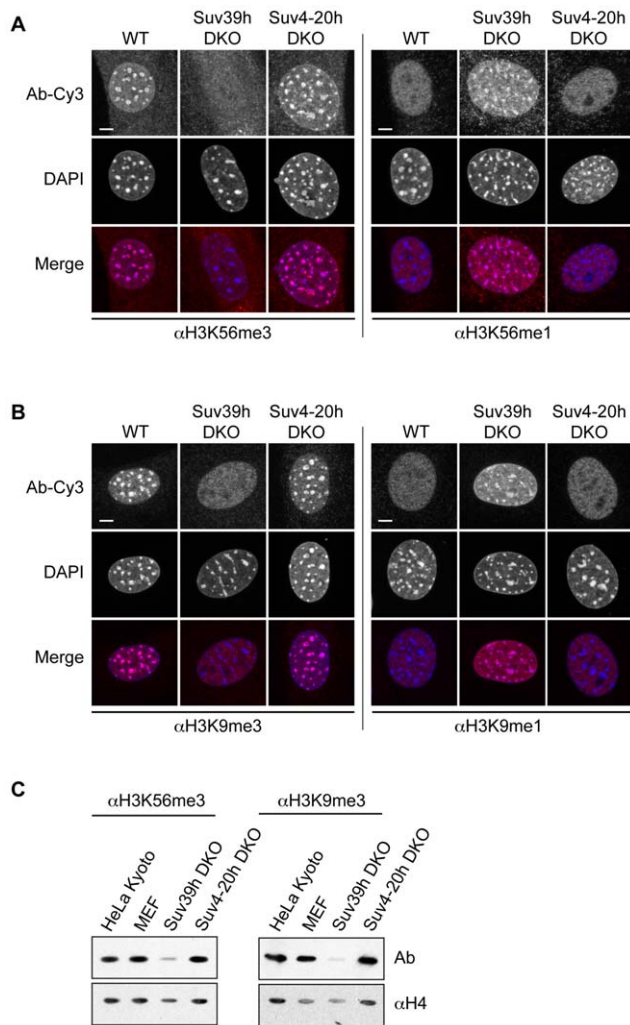 A
WT
Suv39h
DKO
Suv4-20h
DKO
WT
Suv39h
DKO
Suv4-20h
DKO
Ab-Cy3
DAPI
Merge
αH3K56me3
αH3K56me1
B
WT
Suv39h
DKO
Suv4-20h
DKO
WT
Suv39h
DKO
Suv4-20h
DKO
Ab-Cy3
DAPI
Merge
αH3K9me3
αH3K9me1
C
αH3K56me3
αH3K9me3
HeLa Kyoto
MEF
Suv39h DKO
Suv4-20h DKO
HeLa Kyoto
MEF
Suv39h DKO
Suv4-20h DKO
Ab
αH4